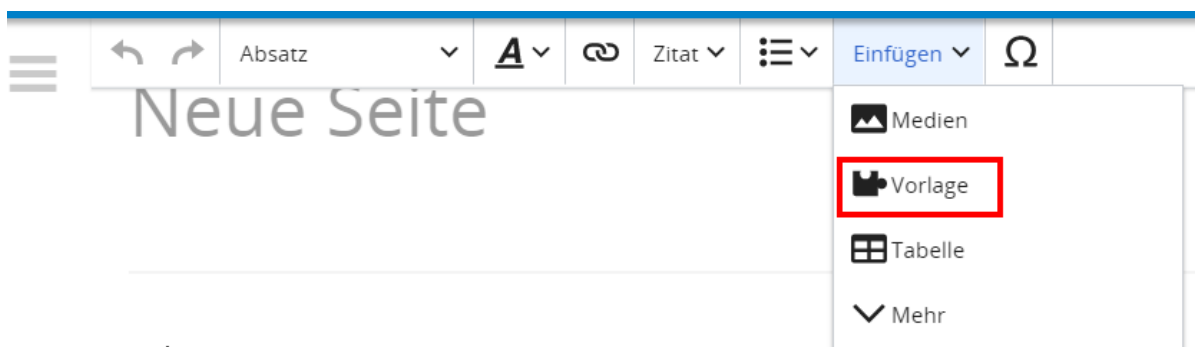 Absatz A Zitat Einfügen Ω
Neue Seite
Medien
Vorlage
Tabelle
Mehr